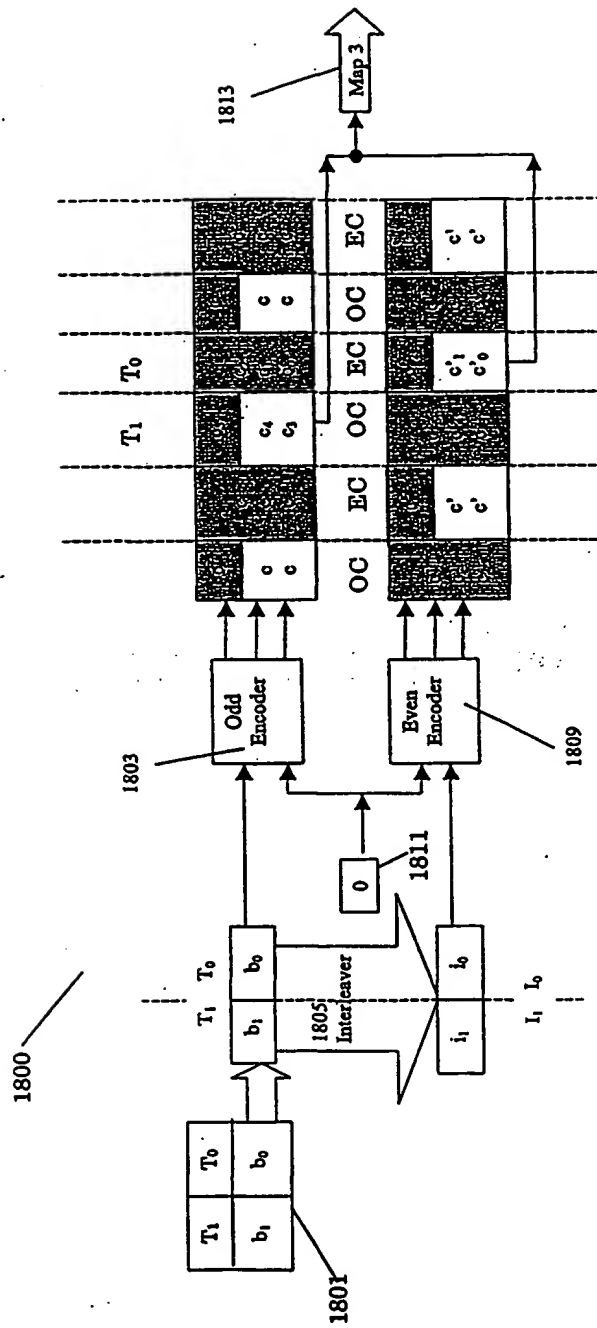 1800
T₁ T₀
1803
1813
T₁ T₀
b₁ b₀
T₁ T₀
b₁ b₀
1801
1805
Interleaver
i₁ i₀
I₁ I₀
0
1811
Odd
Encoder
Even
Encoder
1809
c c₄ c
c c₃ c
OC EC OC EC OC EC
c' c'₁ c'
c' c'₀ c'
Map 3